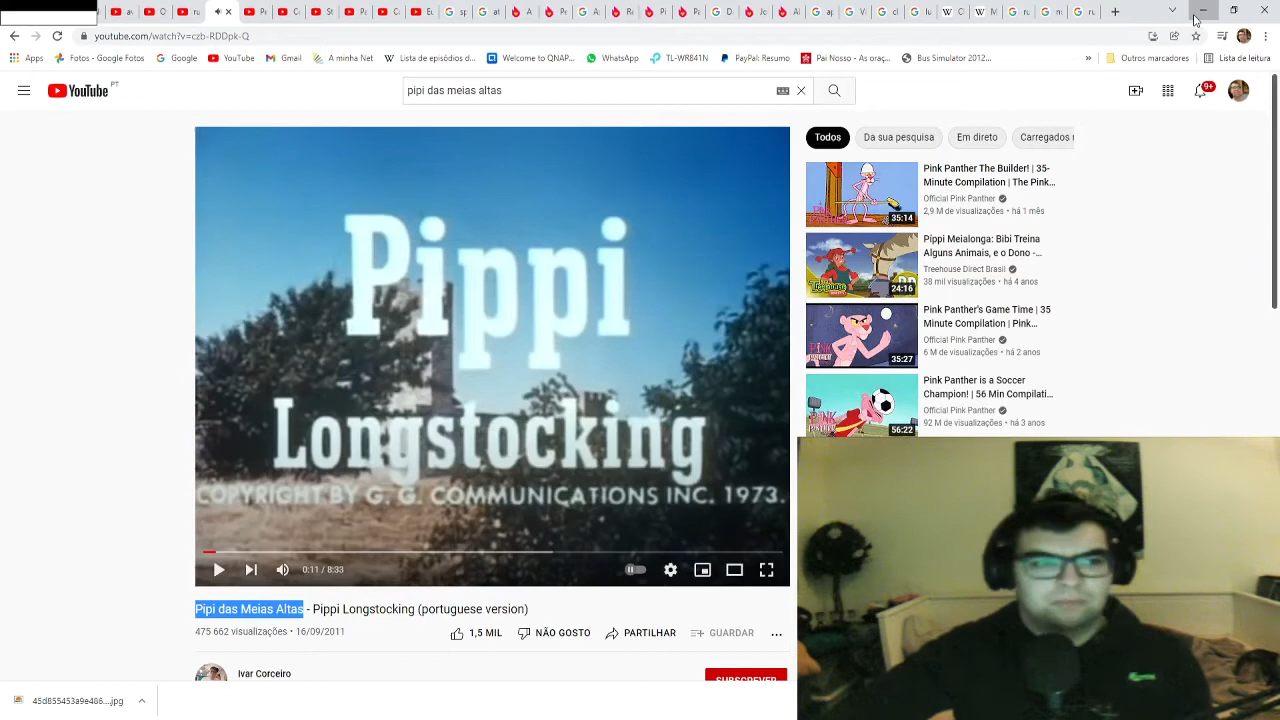 youtube.com/watch?v=czb-RDDpk-Q
Apps
Fotos - Google Fotos
Google
YouTube
Gmail
A minha Net
Lista de episódios d...
Welcome to QNAP...
WhatsApp
TL-WR841N
PayPal Resumo
Pai Nosso - As oraç...
Bus Simulator 2012...
»
Outros marcadores
Lista de leitura
YouTube PT
pipi das meias altas
9+
Todos
Da sua pesquisa
Em direto
Pippi
Longstocking
COPYRIGHT BY G. G. COMMUNICATIONS INC. 1973.
0:11 / 8:33
Pipi das Meias Altas - Pippi Longstocking (portuguese version)
475 662 visualizações • 16/09/2011
1,5 MIL
NÃO GOSTO
PARTILHAR
GUARDAR
Ivar Corceiro
SUBSCREVER
35:14
Pink Panther The Builder! | 35-
Minute Compilation | The Pink...
Official Pink Panther
2,9 M de visualizações • há 1 mês
24:16
Píppi Meialonga: Bibi Treina
Alguns Animais, e o Dono -...
Treehouse Direct Brasil
38 mil visualizações • há 4 anos
35:27
Pink Panther's Game Time | 35
Minute Compilation | Pink...
Official Pink Panther
6 M de visualizações • há 2 anos
56:22
Pink Panther is a Soccer
Champion! | 56 Min Compilati...
Official Pink Panther
92 M de visualizações • há 3 anos
45d855453a9e486....jpg